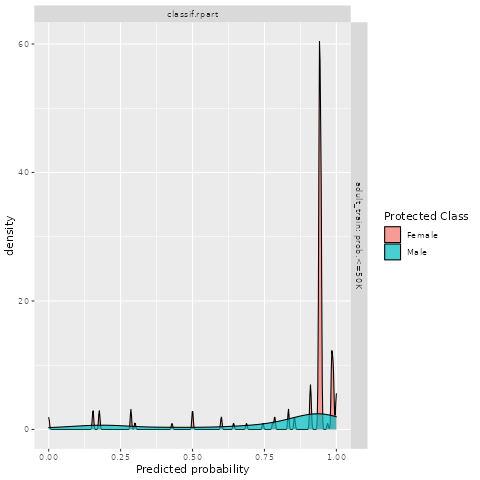 classif.rpart
60
40
20
0
density
adult_train: prob.<=50K
0.00 0.25 0.50 0.75 1.00
Predicted probability
Protected Class
Female
Male